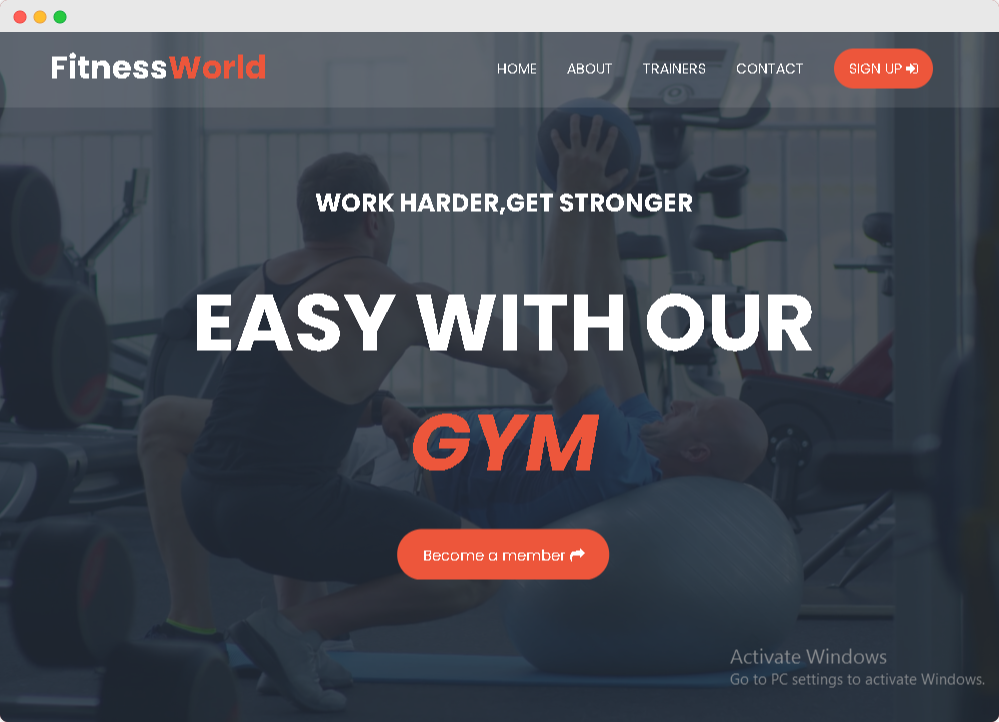 FitnessWorld
HOME ABOUT TRAINERS CONTACT SIGN UP
WORK HARDER,GET STRONGER
EASY WITH OUR
GYM
Become a member
Activate Windows
Go to PC settings to activate Windows.